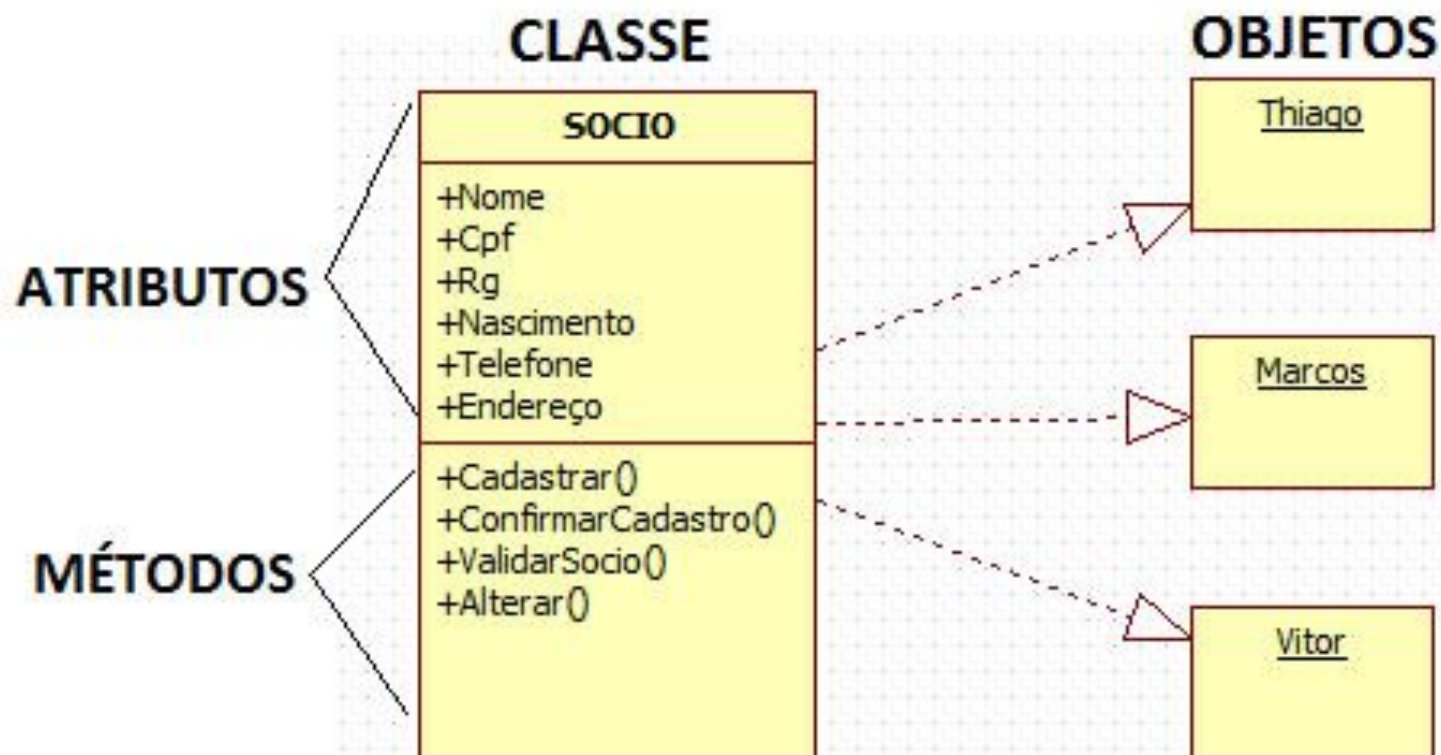 CLASSE
OBJETOS
SOCIO
ATRIBUTOS
+Nome
+Cpf
+Rg
+Nascimento
+Telefone
+Endereço
MÉTODOS
+Cadastrar()
+ConfirmarCadastro()
+ValidarSocio()
+Alterar()
Thiago
Marcos
Vitor